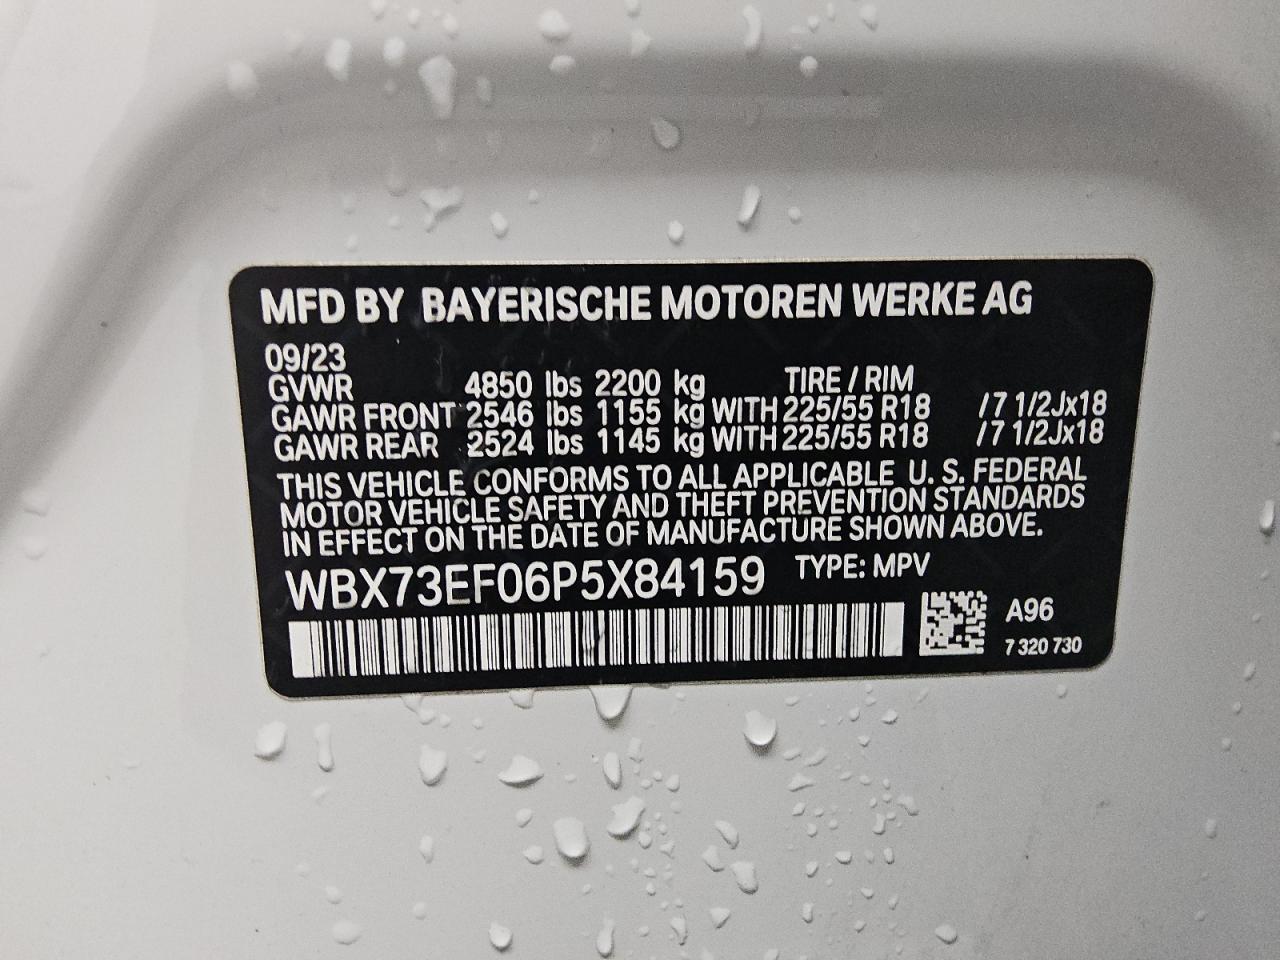 MFD BY BAYERISCHE MOTOREN WERKE AG
09/23
GVWR 4850 lbs 2200 kg TIRE / RIM
GAWR FRONT 2546 lbs 1155 kg WITH 225/55 R18 /7 1/2Jx18
GAWR REAR 2524 lbs 1145 kg WITH 225/55 R18 /7 1/2Jx18
THIS VEHICLE CONFORMS TO ALL APPLICABLE U. S. FEDERAL
MOTOR VEHICLE SAFETY AND THEFT PREVENTION STANDARDS
IN EFFECT ON THE DATE OF MANUFACTURE SHOWN ABOVE.
WBX73EF06P5X84159 TYPE: MPV
A96
7 320 730